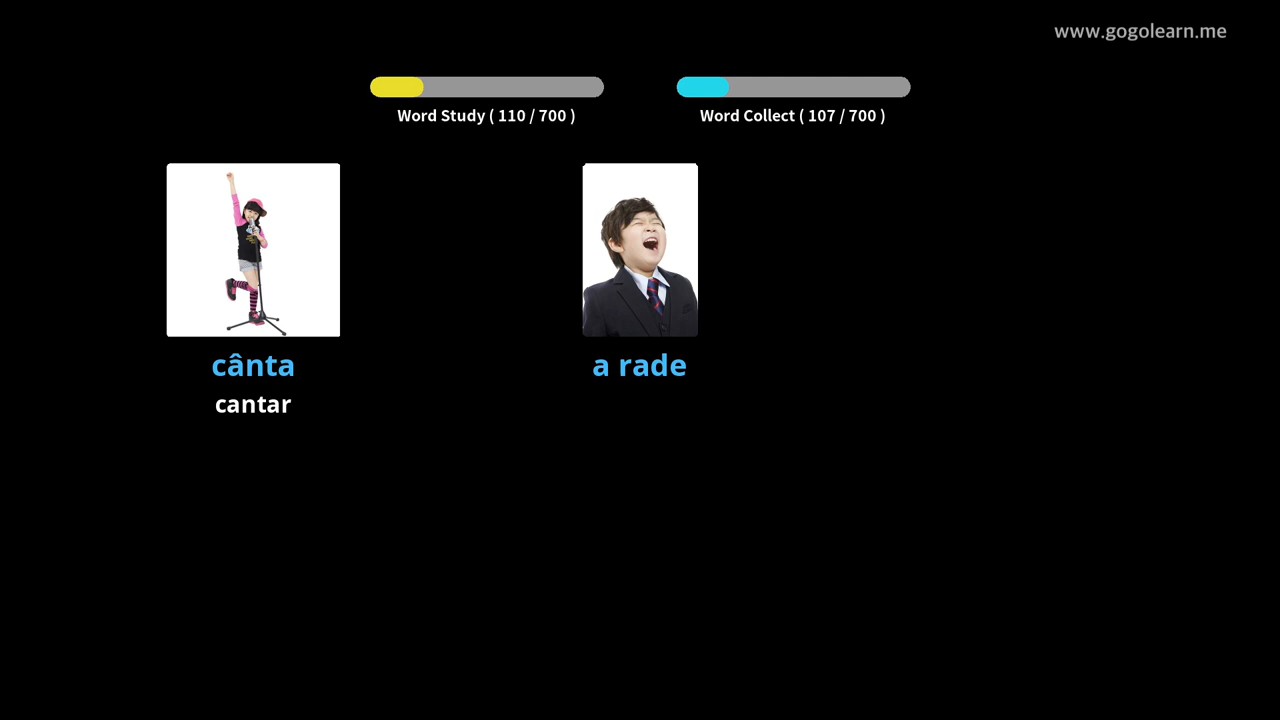 www.gogolearn.me
Word Study ( 110 / 700 )
Word Collect ( 107 / 700 )
cânta
a rade
cantar